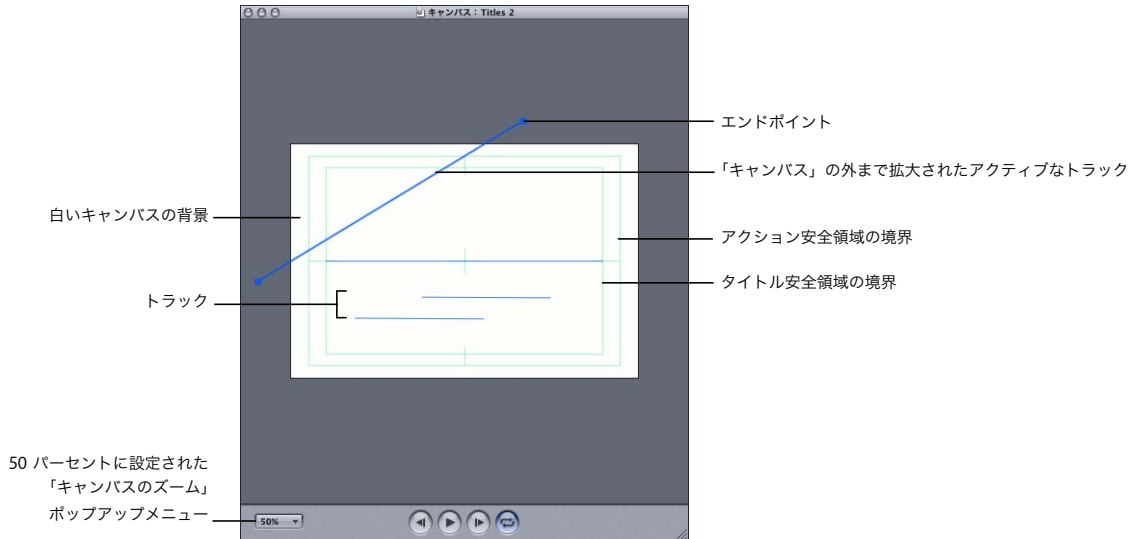 キャンバス：Titles 2
エンドポイント
「キャンバス」の外まで拡大されたアクティブなトラック
白いキャンバスの背景
アクション安全領域の境界
タイトル安全領域の境界
トラック
50 パーセントに設定された
「キャンバスのズーム」
ポップアップメニュー
50%